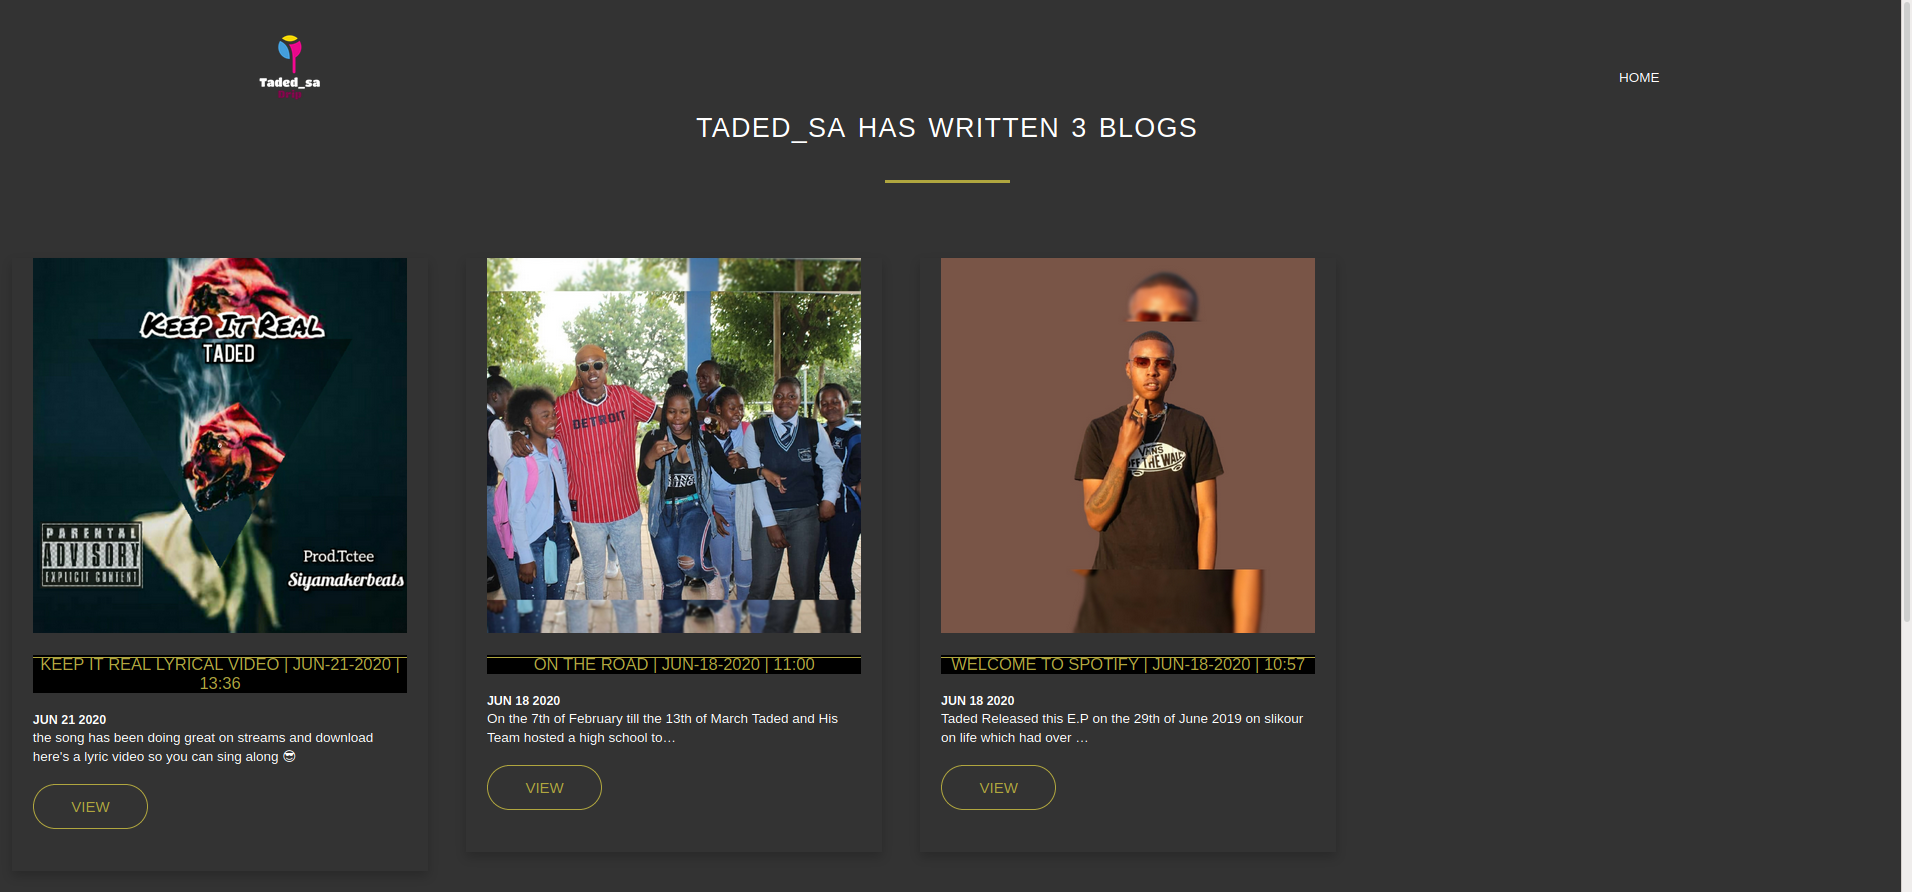 Taded_sa
HOME
TADED_SA HAS WRITTEN 3 BLOGS
KEEP IT REAL
TADED
PARENTAL
ADVISORY
EXPLICIT CONTENT
Prod.Tctee
Siyamakerbeats
DETROIT
VANS
OFF THE WALL
KEEP IT REAL LYRICAL VIDEO | JUN-21-2020 |
13:36
JUN 21 2020
the song has been doing great on streams and download
here's a lyric video so you can sing along 😎
VIEW
ON THE ROAD | JUN-18-2020 | 11:00
JUN 18 2020
On the 7th of February till the 13th of March Taded and His
Team hosted a high school to…
VIEW
WELCOME TO SPOTIFY | JUN-18-2020 | 10:57
JUN 18 2020
Taded Released this E.P on the 29th of June 2019 on slikour
on life which had over …
VIEW